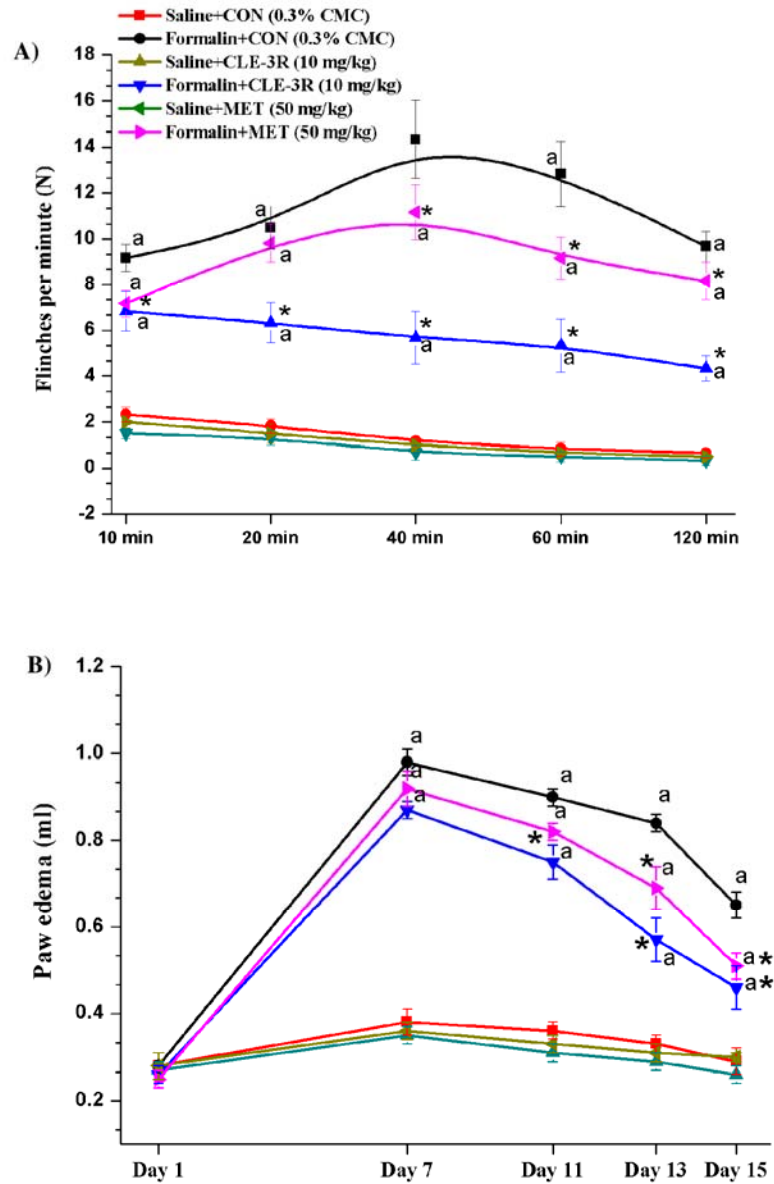 Saline+CON (0.3% CMC)
Formalin+CON (0.3% CMC)
Saline+CLE-3R (10 mg/kg)
Formalin+CLE-3R (10 mg/kg)
Saline+MET (50 mg/kg)
Formalin+MET (50 mg/kg)
A)
Flinches per minute (N)
18
16
14
12
10
8
6
4
2
0
-2
a
a
a
a
a
a
*
a
*
a
*
a
*
a
*
a
*
a
*
a
*
a
10 min
20 min
40 min
60 min
120 min
B)
Paw edema (ml)
1.2
1.0
0.8
0.6
0.4
0.2
a
a
a
a
a
*
a
a
*
a
*
a
a
a *
a *
Day 1
Day 7
Day 11
Day 13
Day 15